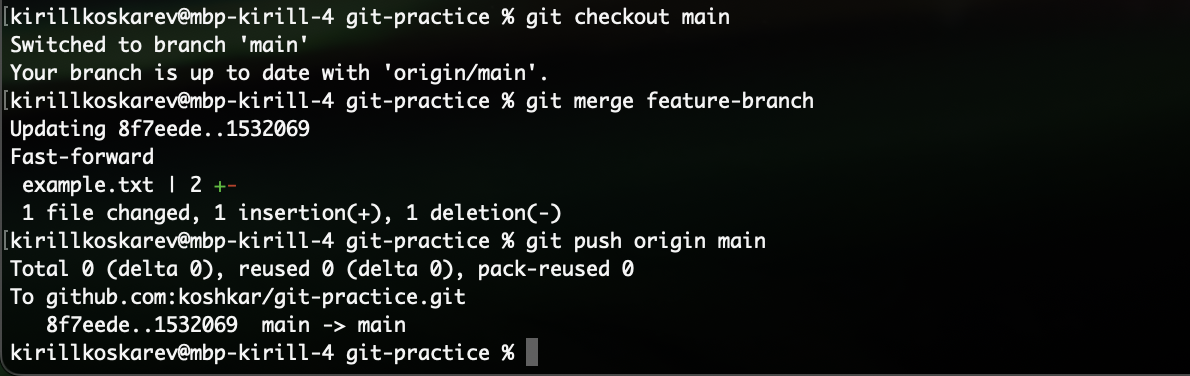 [kirillkoskarev@mbp-kirill-4 git-practice % git checkout main
Switched to branch 'main'
Your branch is up to date with 'origin/main'.
[kirillkoskarev@mbp-kirill-4 git-practice % git merge feature-branch
Updating 8f7eede..1532069
Fast-forward
 example.txt | 2 +-
 1 file changed, 1 insertion(+), 1 deletion(-)
[kirillkoskarev@mbp-kirill-4 git-practice % git push origin main
Total 0 (delta 0), reused 0 (delta 0), pack-reused 0
To github.com:koshkar/git-practice.git
   8f7eede..1532069  main -> main
kirillkoskarev@mbp-kirill-4 git-practice %